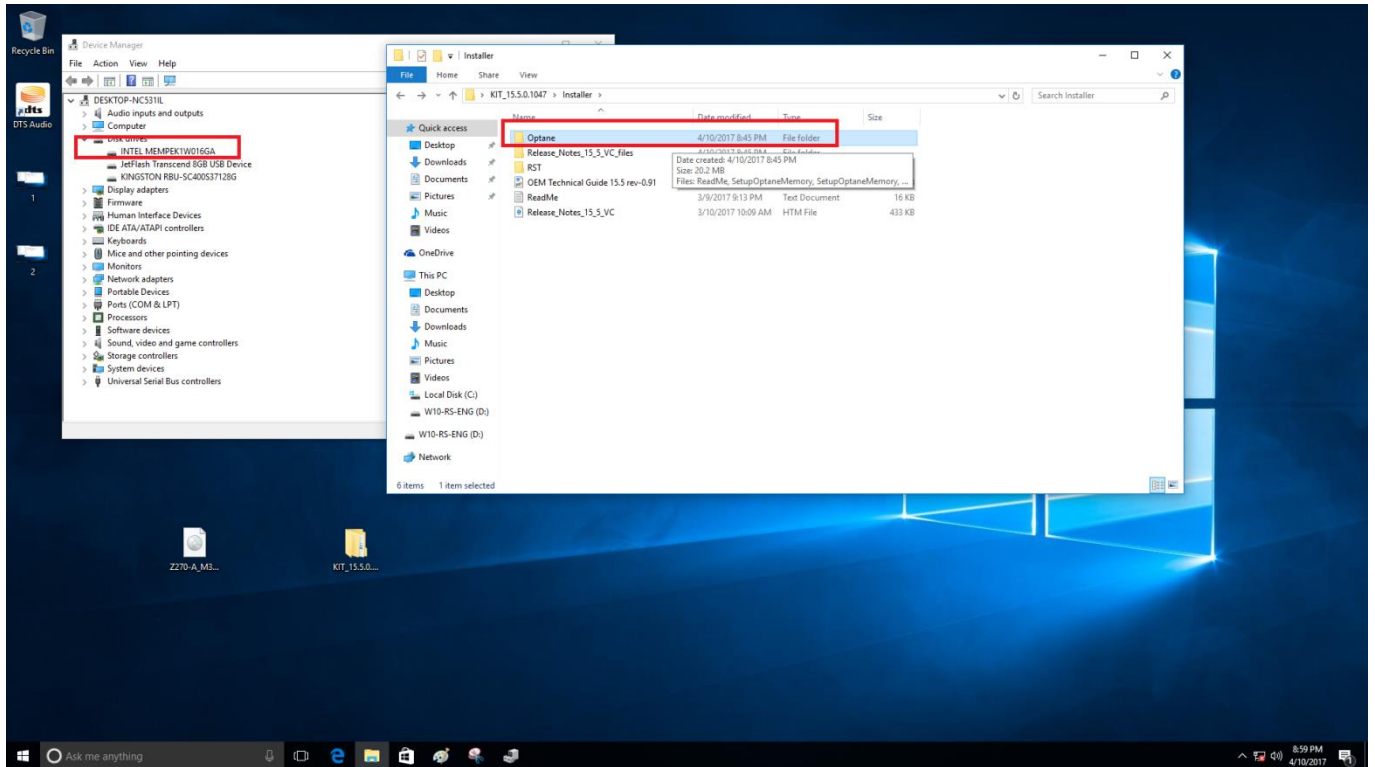 Recycle Bin
dts
DTS Audio
1
2
Z270-A_M3...
KIT_15.5.0....
Device Manager
File Action View Help
DESKTOP-NC531IL
Audio inputs and outputs
Computer
Disk drives
INTEL MEMPEK1W016GA
JetFlash Transcend 8GB USB Device
KINGSTON RBU-SC400S37128G
Display adapters
Firmware
Human Interface Devices
IDE ATA/ATAPI controllers
Keyboards
Mice and other pointing devices
Monitors
Network adapters
Portable Devices
Ports (COM & LPT)
Processors
Software devices
Sound, video and game controllers
Storage controllers
System devices
Universal Serial Bus controllers
Installer
File Home Share View
KIT_15.5.0.1047 > Installer >
Search Installer
Name Date modified Type Size
Quick access
Desktop
Downloads
Documents
Pictures
Music
Videos
OneDrive
This PC
Desktop
Documents
Downloads
Music
Pictures
Videos
Local Disk (C:)
W10-RS-ENG (D:)
W10-RS-ENG (D:)
Network
Optane 4/10/2017 8:45 PM File folder
Release_Notes_15_5_VC_files 4/10/2017 8:45 PM File folder
RST
OEM Technical Guide 15.5 rev-0.91
ReadMe 3/9/2017 9:13 PM Text Document 16 KB
Release_Notes_15_5_VC 3/10/2017 10:09 AM HTM File 433 KB
Date created: 4/10/2017 8:45 PM
Size: 20.2 MB
Files: ReadMe, SetupOptaneMemory, SetupOptaneMemory, ...
6 items 1 item selected
Ask me anything
8:59 PM
4/10/2017